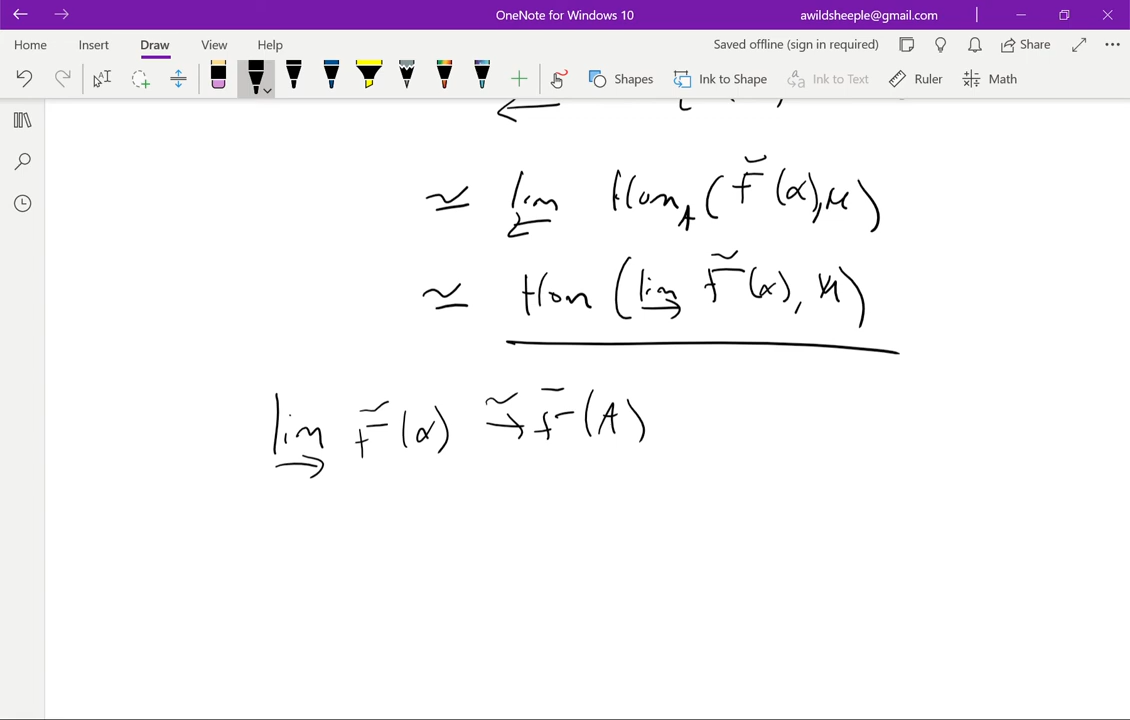 OneNote for Windows 10
awildsheeple@gmail.com
Home Insert Draw View Help
Saved offline (sign in required)
Share
Shapes Ink to Shape Ink to Text Ruler Math
≃ lim← Hom_A (F̃(α), M)
≃ Hom (lim→ F̃(α), M)
lim→ F̃(α) ⥲ F̃(A)